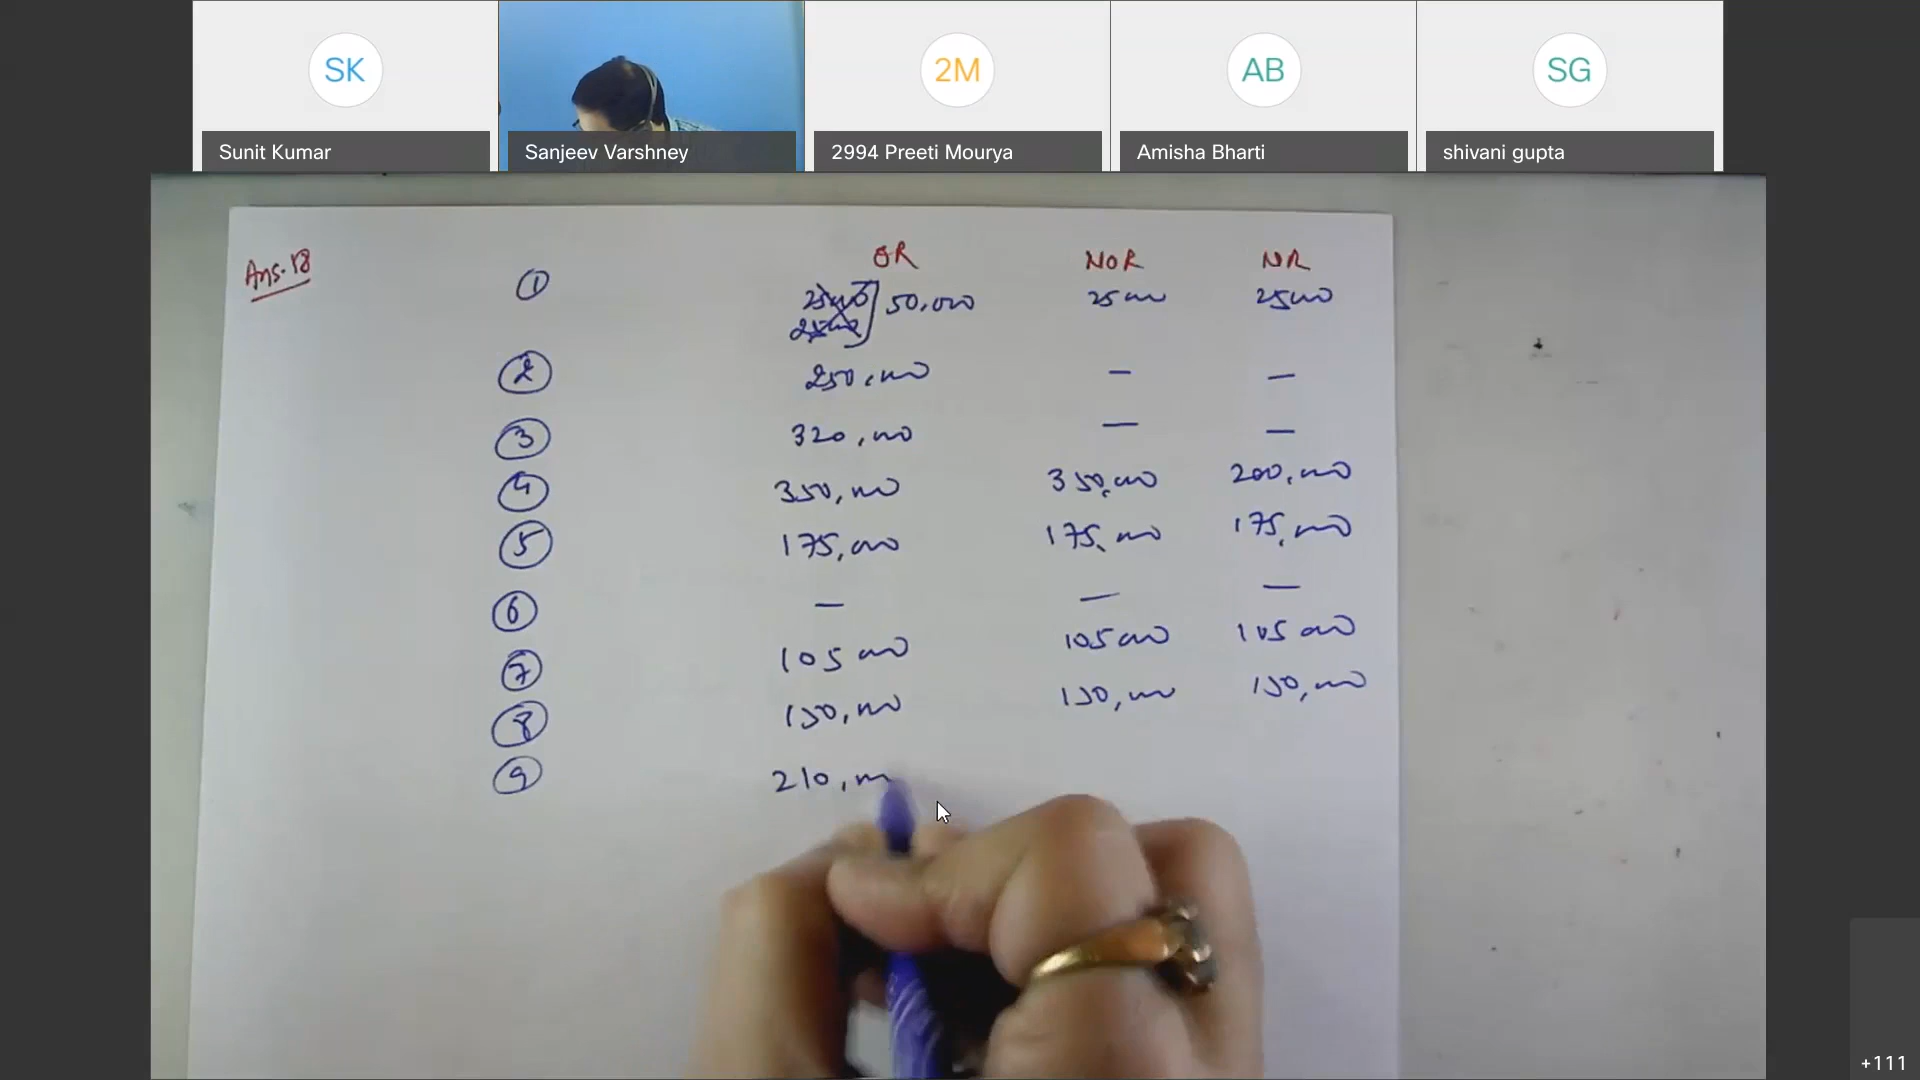 SK
2M
AB
SG
Sunit Kumar
Sanjeev Varshney
2994 Preeti Mourya
Amisha Bharti
shivani gupta
Ans. 18
OR NOR NR
① 25000 50,000 25000 25000
25000
② 250,000 — —
③ 320,000 — —
④ 350,000 350,000 200,000
⑤ 175,000 175,000 175,000
⑥ — — —
⑦ 105000 105000 105000
⑧ 150,000 150,000 150,000
⑨ 210,
+111